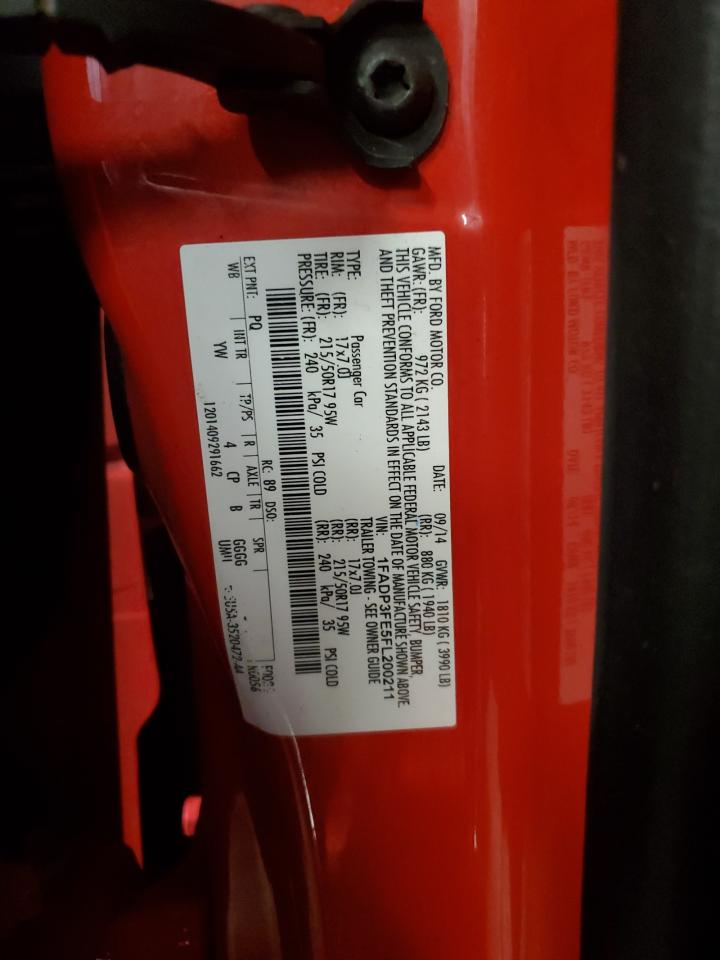 MFD. BY FORD MOTOR CO. DATE: 09/14 GVWR: 1810 KG ( 3990 LB)
GAWR: (FR): 972 KG ( 2143 LB) (RR): 880 KG ( 1940 LB)
THIS VEHICLE CONFORMS TO ALL APPLICABLE FEDERAL MOTOR VEHICLE SAFETY, BUMPER,
AND THEFT PREVENTION STANDARDS IN EFFECT ON THE DATE OF MANUFACTURE SHOWN ABOVE.
VIN: 1FADP3FE5FL200211
TYPE: Passenger Car TRAILER TOWING - SEE OWNER GUIDE
RIM: (FR): 17x7.0J (RR): 17x7.0J
TIRE: (FR): 215/50R17 95W (RR): 215/50R17 95W
PRESSURE: (FR): 240 kPa/ 35 PSI COLD (RR): 240 kPa/ 35 PSI COLD
RC: 89 DSO:
EXT PNT: PQ
WB INT TR TP/PS R AXLE TR SPR
YW 4 CP B GGGG
1201409291662